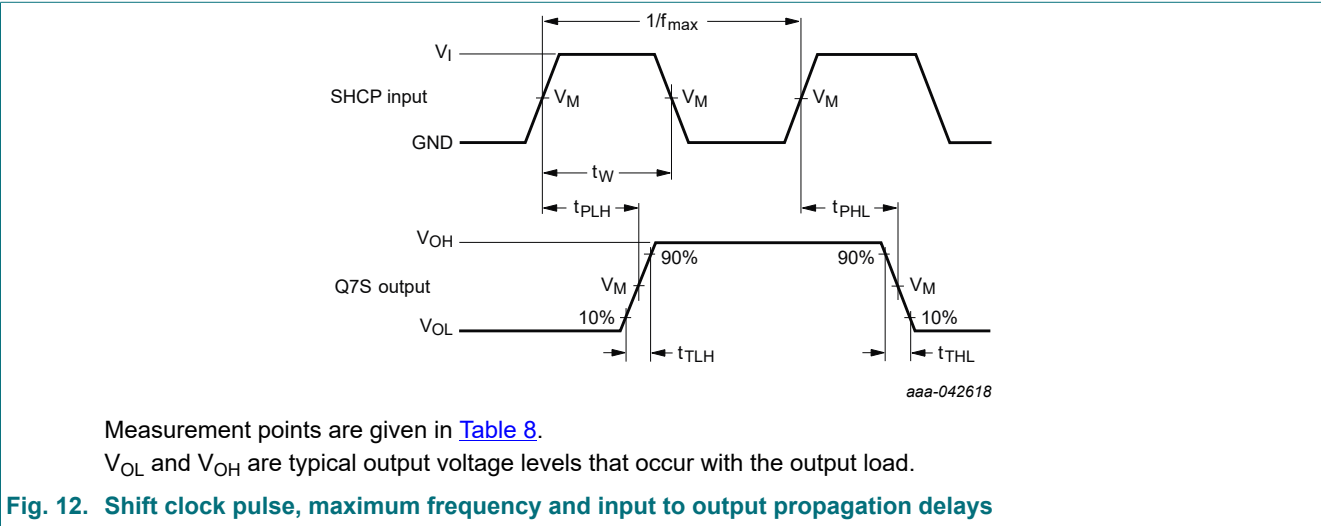 1/fmax
VI
SHCP input
VM
VM
VM
GND
tW
tPLH
tPHL
VOH
90%
90%
Q7S output
VM
VM
10%
10%
VOL
tTLH
tTHL
aaa-042618
Measurement points are given in Table 8.
VOL and VOH are typical output voltage levels that occur with the output load.
Fig. 12. Shift clock pulse, maximum frequency and input to output propagation delays